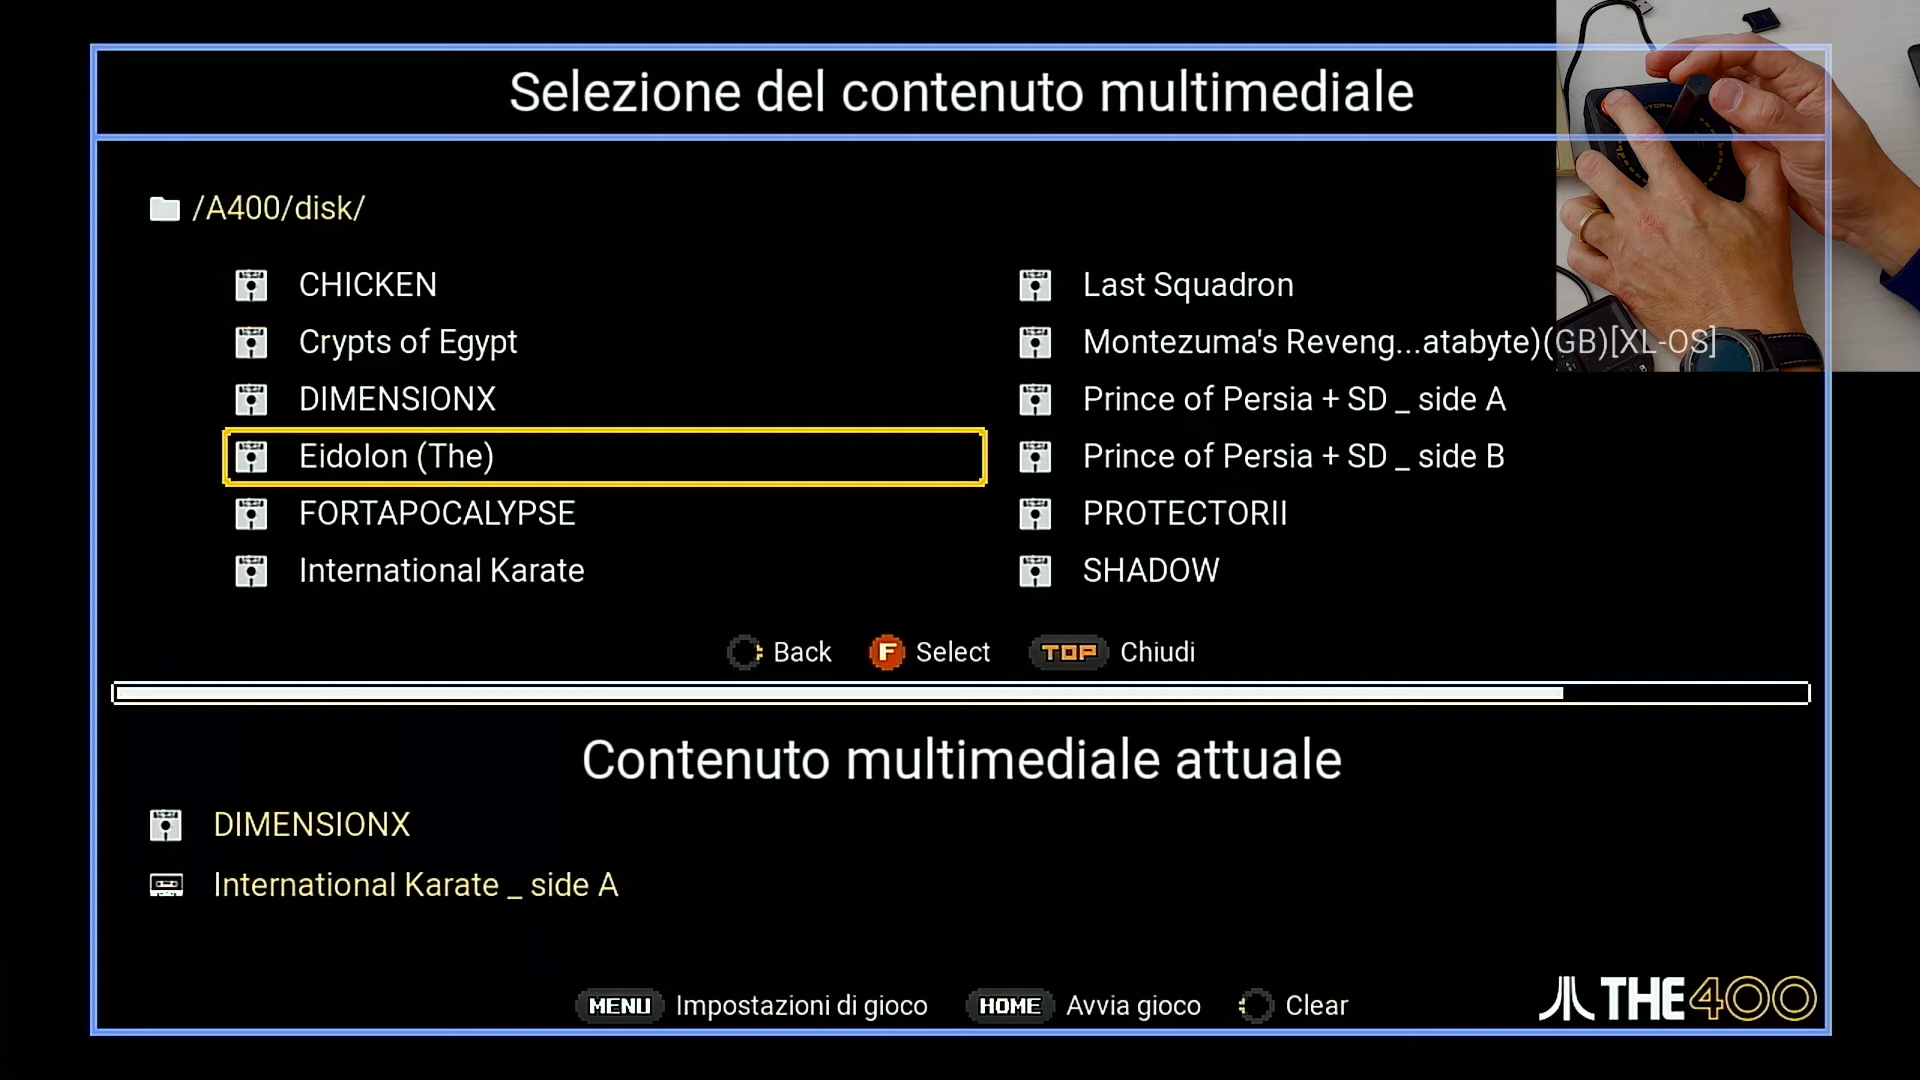 Selezione del contenuto multimediale
/A400/disk/
CHICKEN
Crypts of Egypt
DIMENSIONX
Eidolon (The)
FORTAPOCALYPSE
International Karate
Last Squadron
Montezuma's Reveng...atabyte)(GB)[XL-OS]
Prince of Persia + SD _ side A
Prince of Persia + SD _ side B
PROTECTORII
SHADOW
Back F Select TOP Chiudi
Contenuto multimediale attuale
DIMENSIONX
International Karate _ side A
MENU Impostazioni di gioco HOME Avvia gioco Clear
THE400